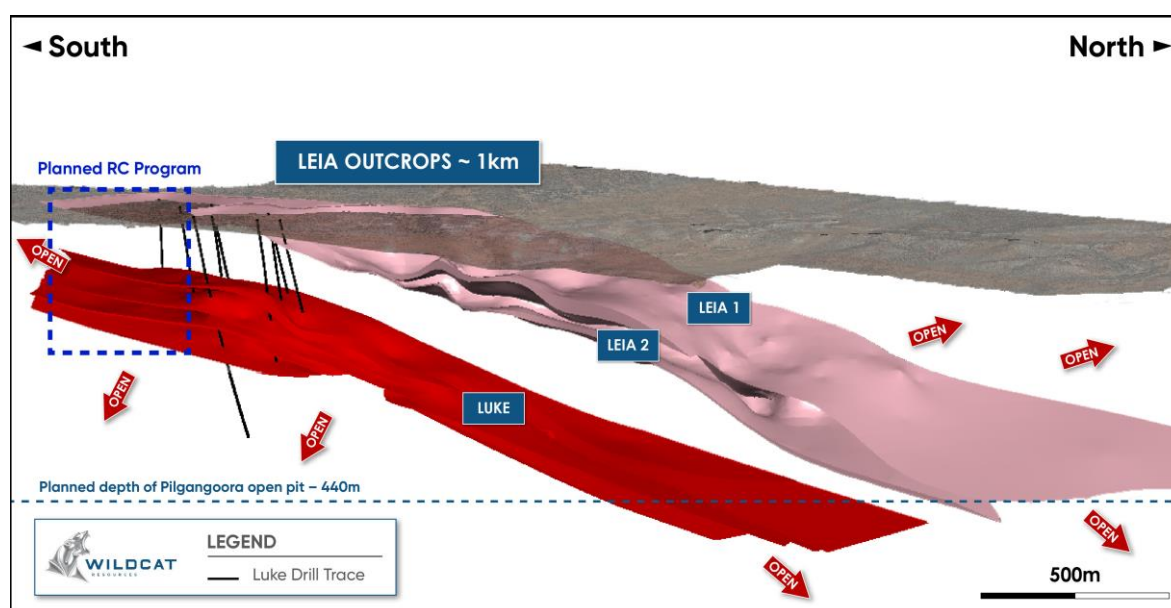 ◄ South
North ►
LEIA OUTCROPS ~ 1km
Planned RC Program
OPEN
LEIA 1
OPEN
OPEN
LEIA 2
OPEN
LUKE
OPEN
Planned depth of Pilgangoora open pit – 440m
OPEN
OPEN
WILDCAT
RESOURCES
LEGEND
Luke Drill Trace
500m